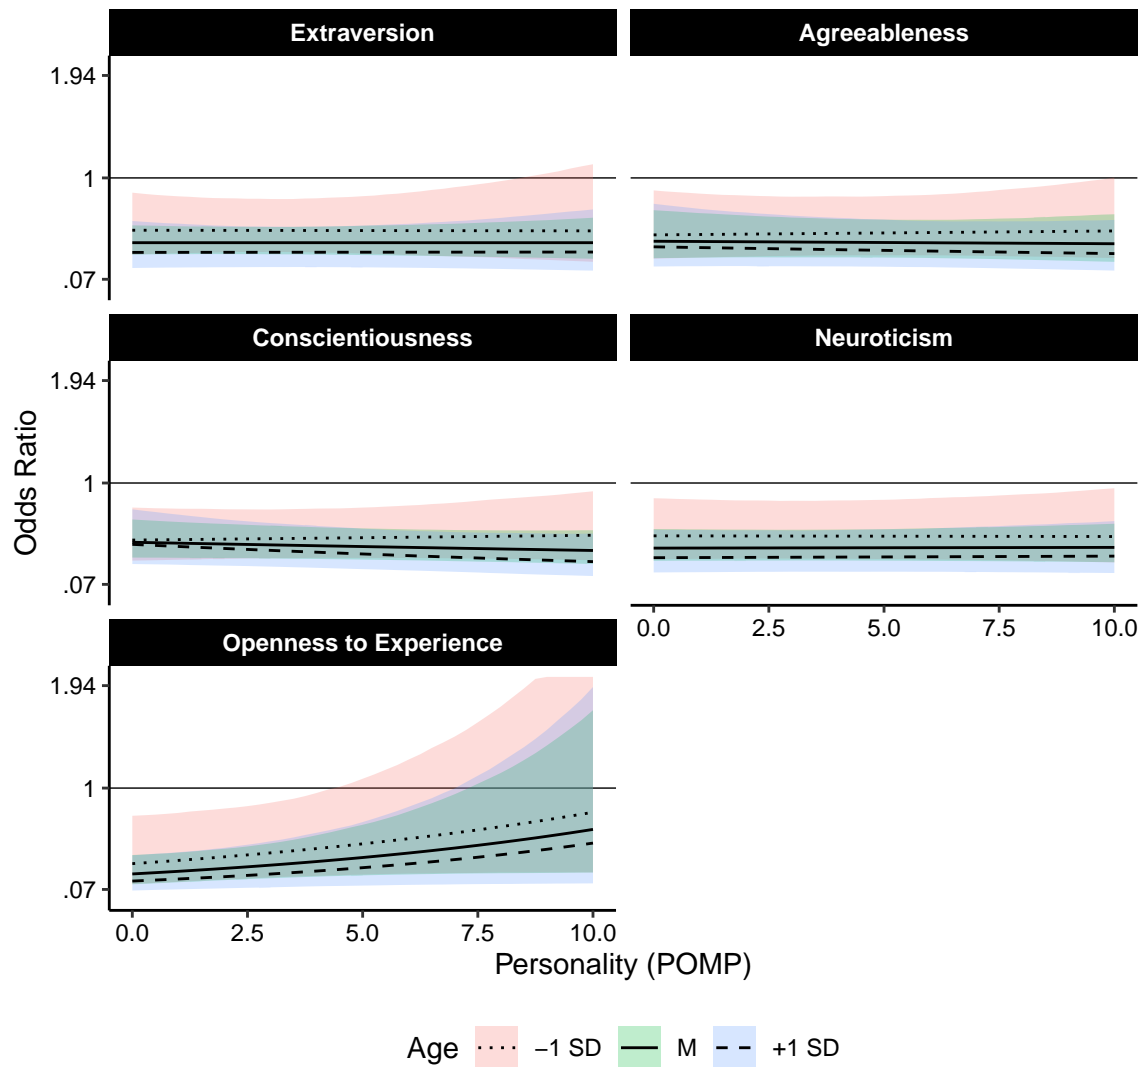 Extraversion
Agreeableness
1.94
1
.07
Conscientiousness
Neuroticism
1.94
1
.07
0.0 2.5 5.0 7.5 10.0
Openness to Experience
1.94
1
.07
0.0 2.5 5.0 7.5 10.0
Odds Ratio
Personality (POMP)
Age −1 SD M +1 SD